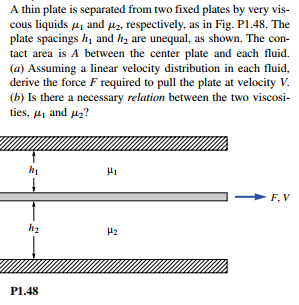 A thin plate is separated from two fixed plates by very vis-
cous liquids μ₁ and μ₂, respectively, as in Fig. P1.48. The
plate spacings h₁ and h₂ are unequal, as shown. The con-
tact area is A between the center plate and each fluid.
(a) Assuming a linear velocity distribution in each fluid,
derive the force F required to pull the plate at velocity V.
(b) Is there a necessary relation between the two viscosi-
ties, μ₁ and μ₂?
h₁
μ₁
F, V
h₂
μ₂
P1.48